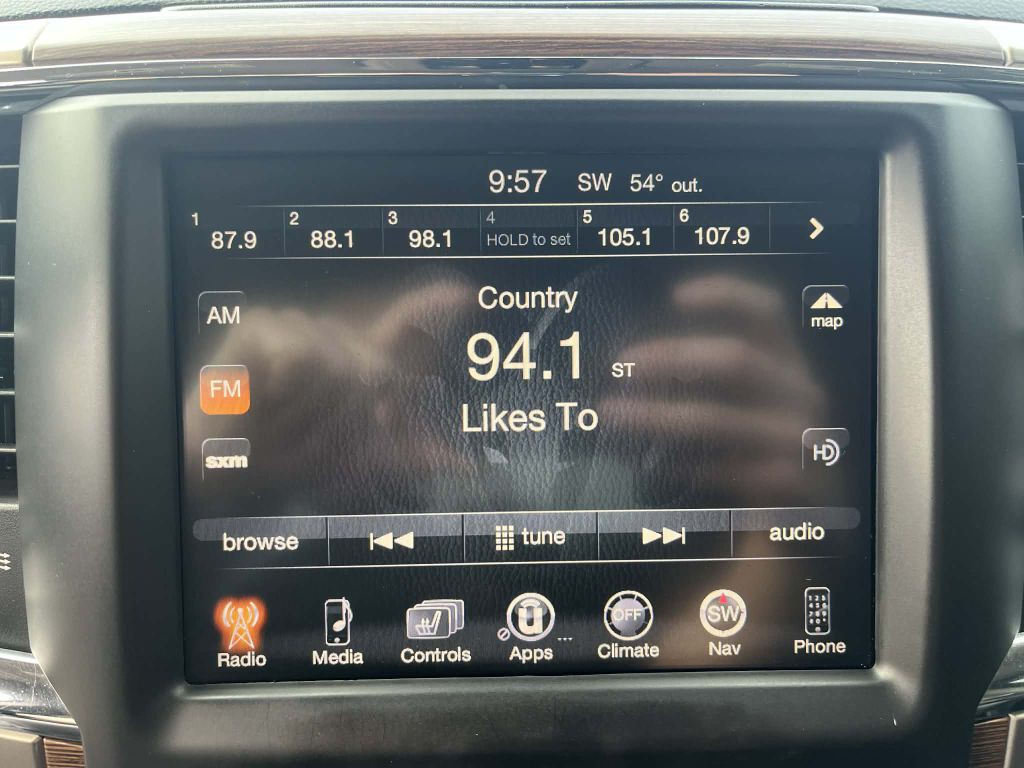 9:57 SW 54° out.
1 87.9 2 88.1 3 98.1 4 HOLD to set 5 105.1 6 107.9
Country
AM map
94.1 ST
FM
Likes To
sxm HD
browse tune audio
U OFF SW
Radio Media Controls Apps ... Climate Nav Phone